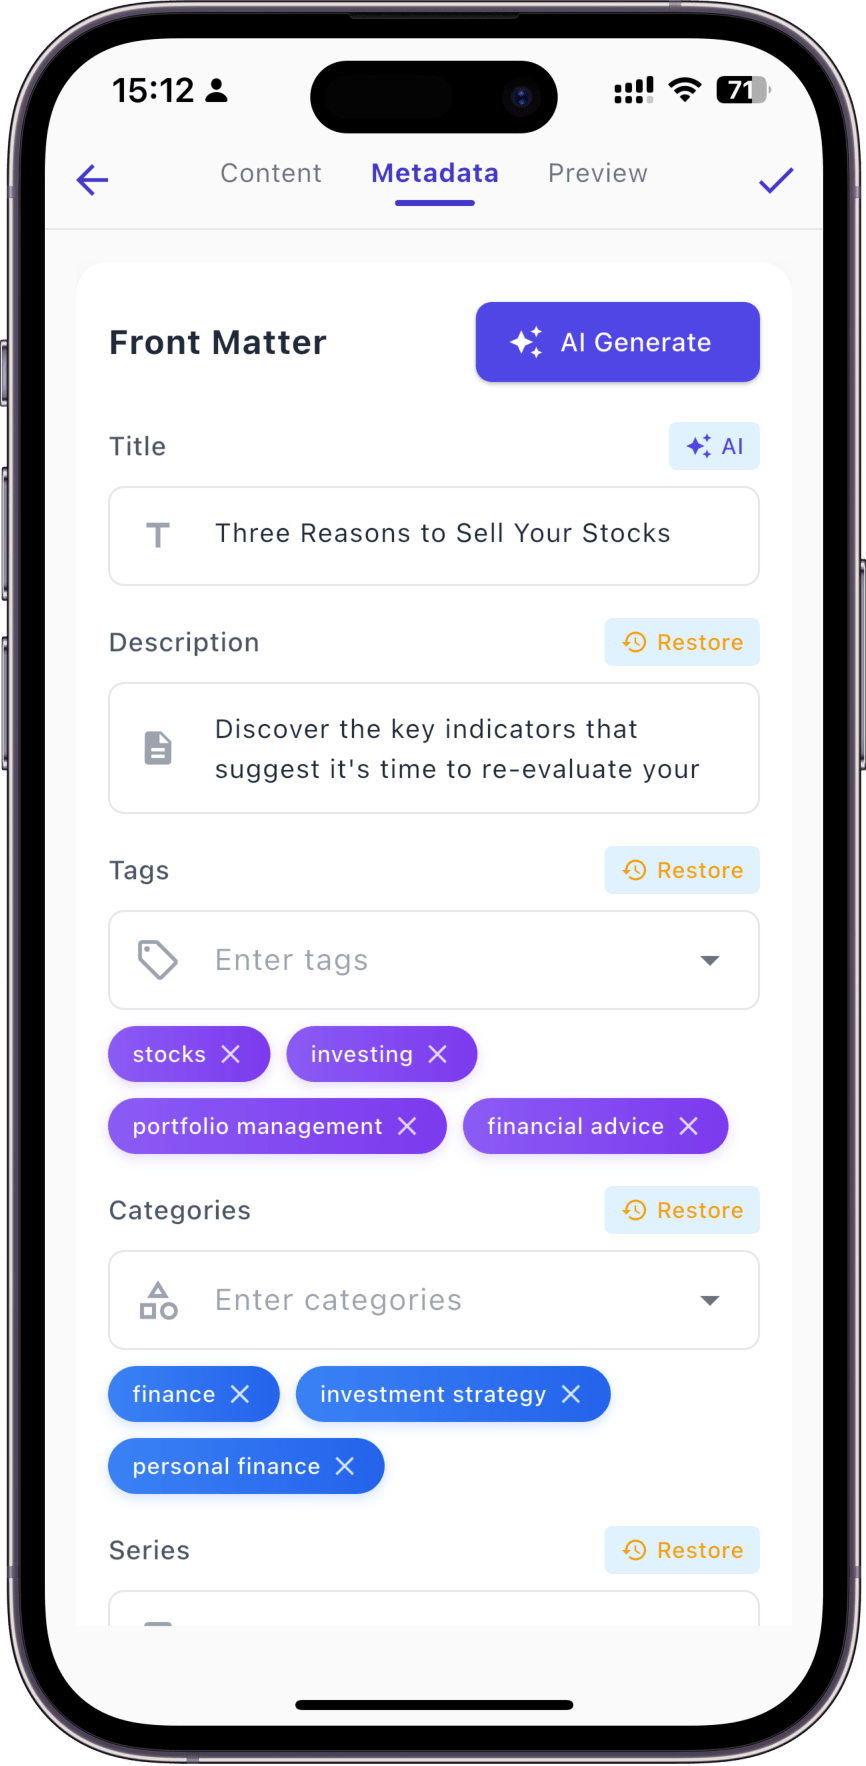 15:12
71
Content Metadata Preview
Front Matter
AI Generate
Title
AI
Three Reasons to Sell Your Stocks
Description
Restore
Discover the key indicators that
suggest it's time to re-evaluate your
Tags
Restore
Enter tags
stocks
investing
portfolio management
financial advice
Categories
Restore
Enter categories
finance
investment strategy
personal finance
Series
Restore